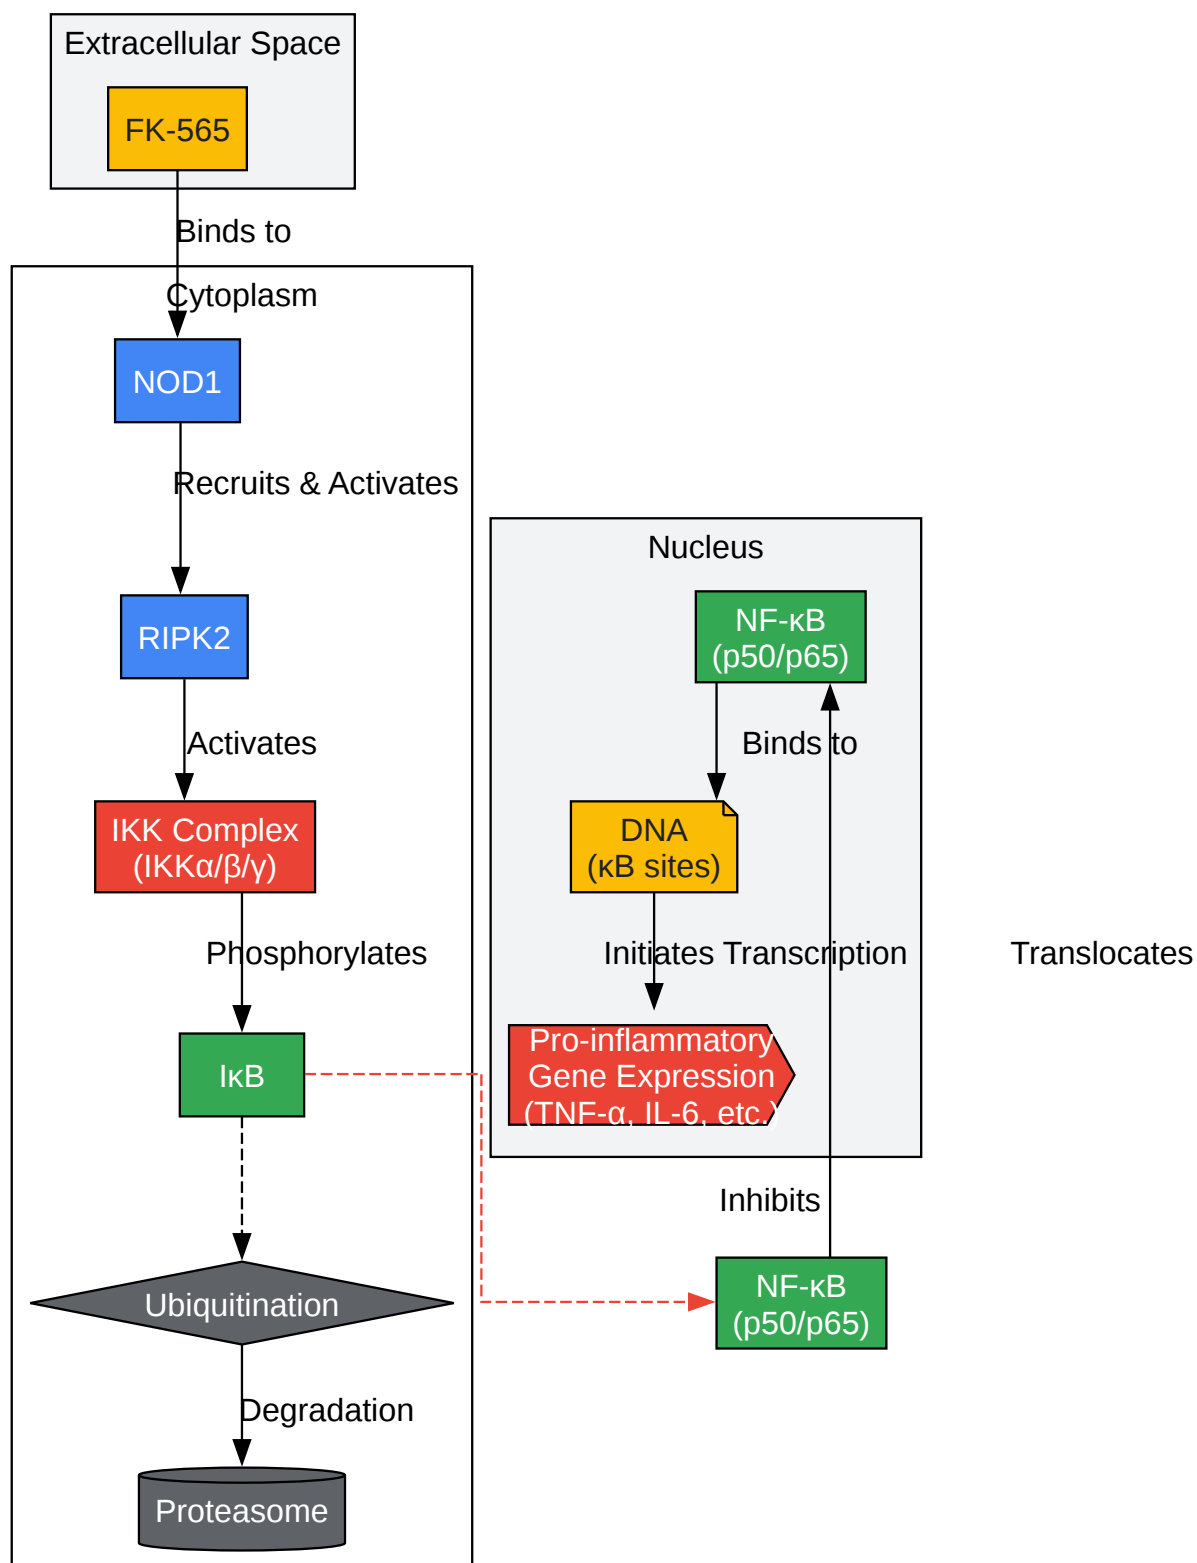 Extracellular Space
FK-565
Binds to
Cytoplasm
NOD1
Recruits & Activates
RIPK2
Activates
IKK Complex
(IKKα/β/γ)
Phosphorylates
IκB
Ubiquitination
Degradation
Proteasome
Nucleus
NF-κB
(p50/p65)
Binds to
DNA
(κB sites)
Initiates Transcription
Pro-inflammatory
Gene Expression
(TNF-α, IL-6, etc.)
Translocates
Inhibits
NF-κB
(p50/p65)